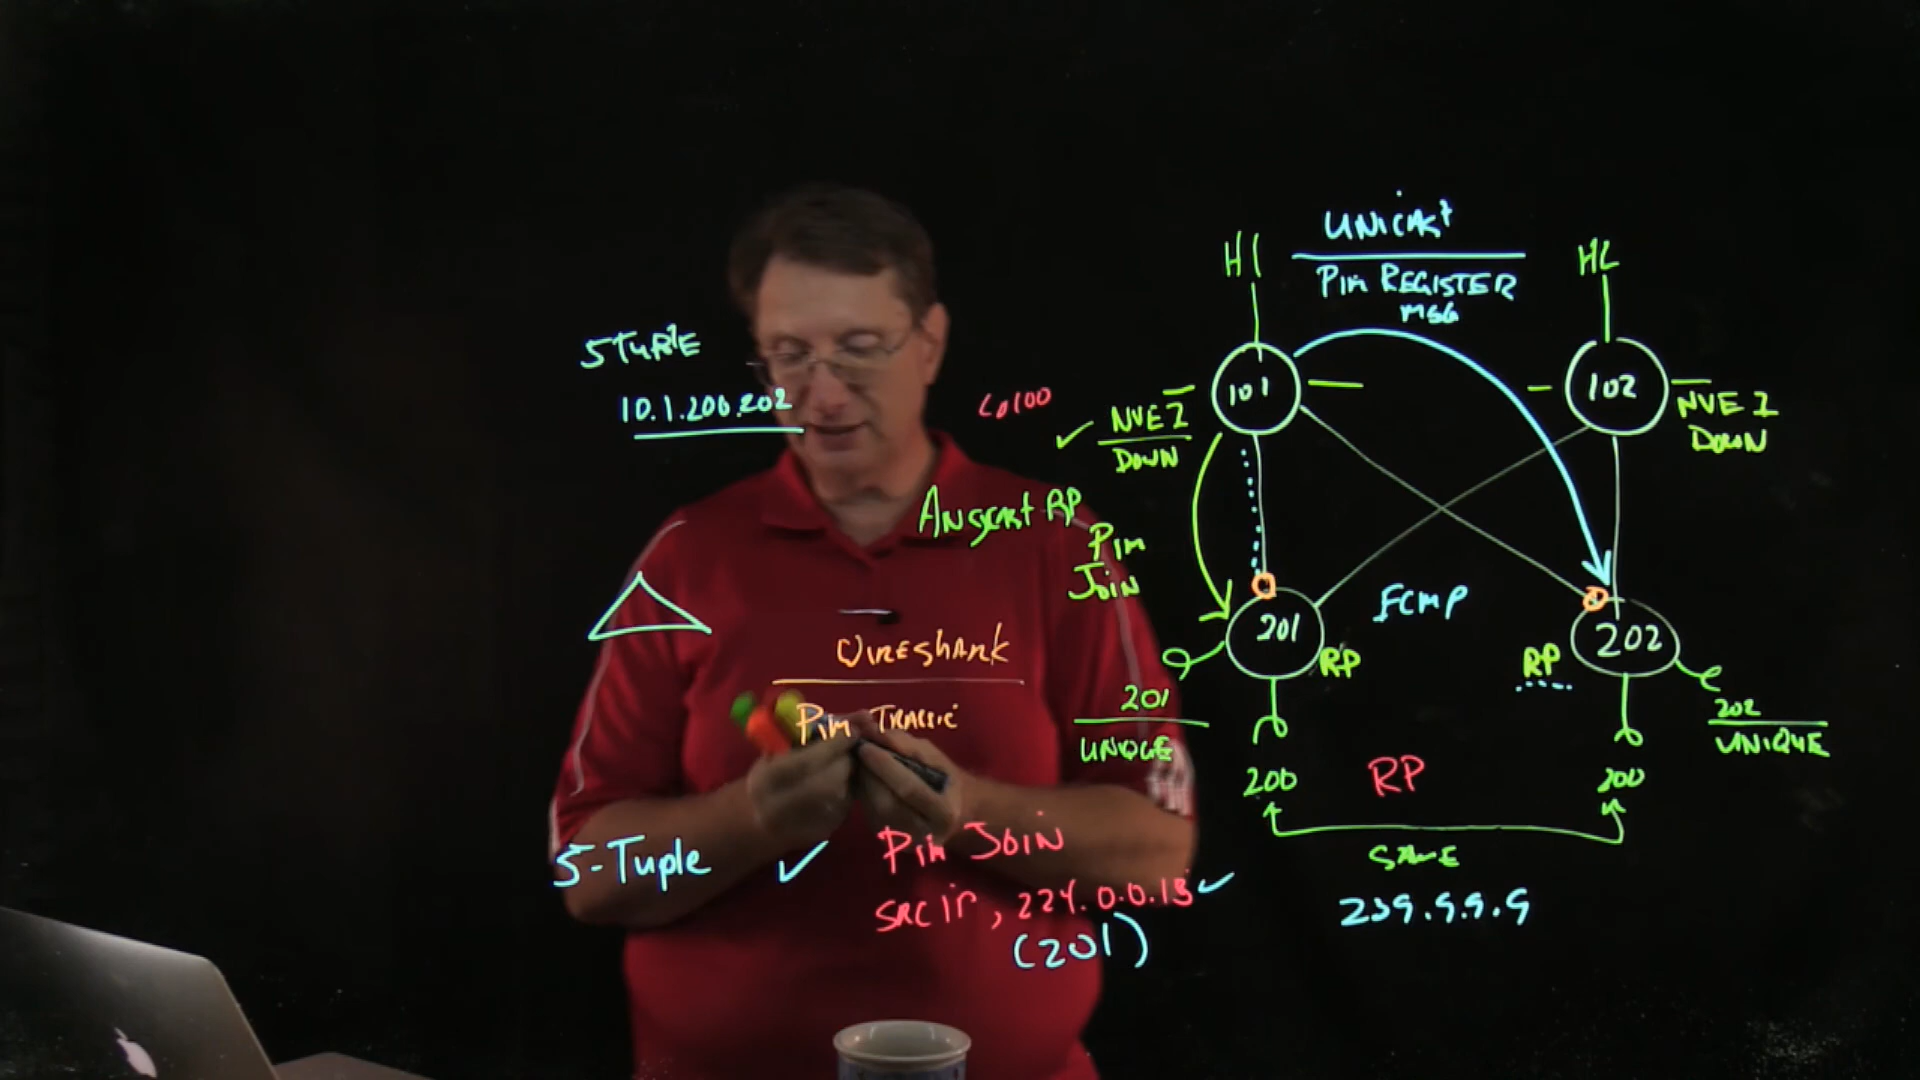 5 TUPLE
10.1.200.202
Lo100
NVE 1
DOWN
ANYCAST RP
PIM
JOIN
WIRESHARK
PIM TRAFFIC
5-Tuple
PIM JOIN
SRC IP, 224.0.0.13
(201)
H1
UNICAST
PIM REGISTER
MSG
H2
101
102
NVE 1
DOWN
ECMP
201
RP
RP
202
201
UNIQUE
202
UNIQUE
200
RP
200
SAME
239.9.9.9